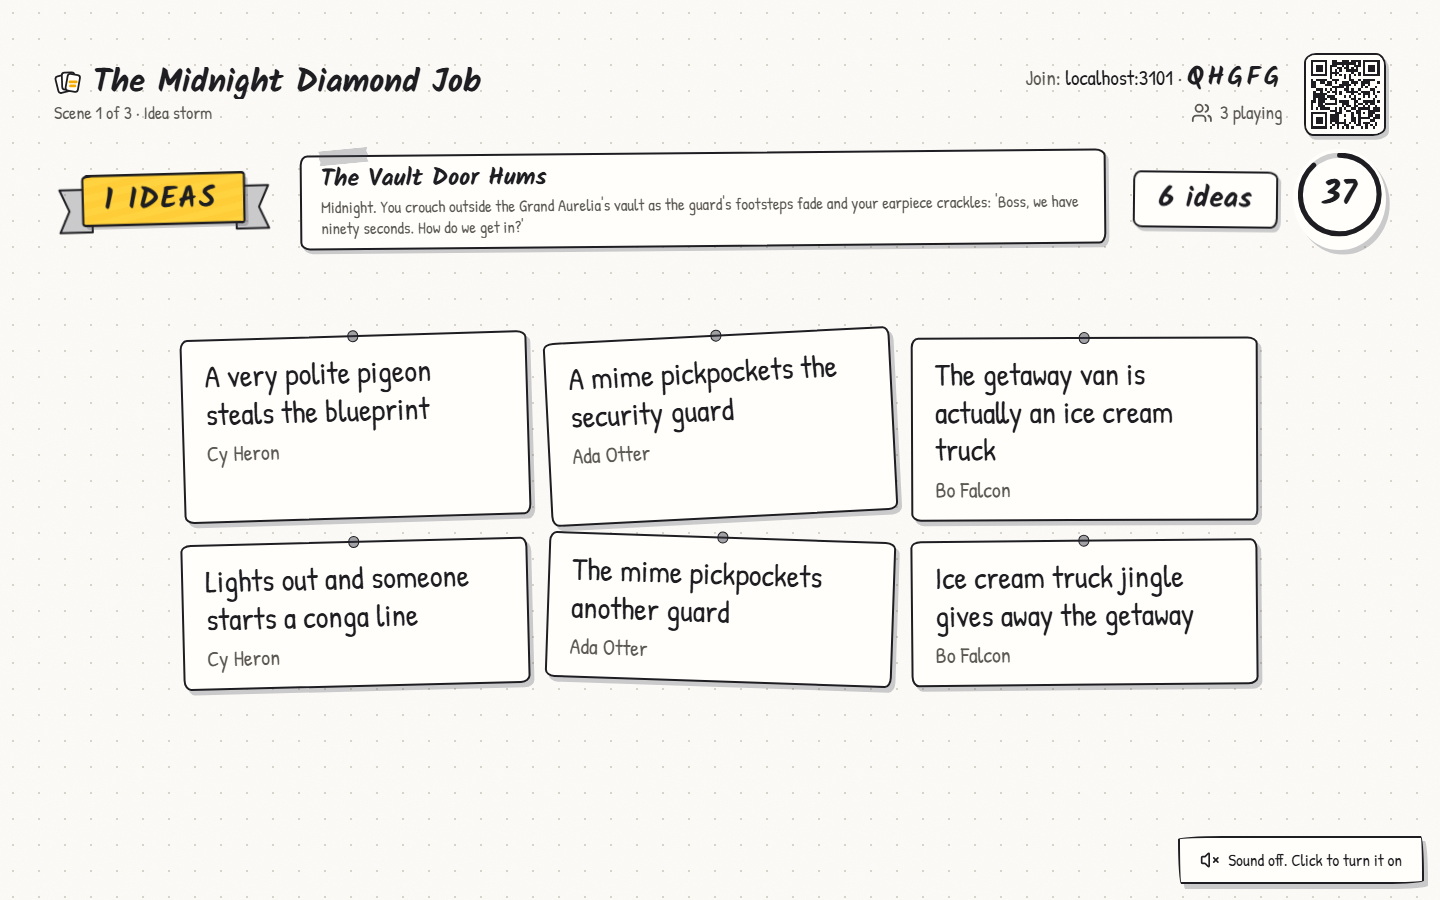 The Midnight Diamond Job
Scene 1 of 3 · Idea storm
Join: localhost:3101 · QHGFG
3 playing
1 IDEAS
The Vault Door Hums
Midnight. You crouch outside the Grand Aurelia's vault as the guard's footsteps fade and your earpiece crackles: 'Boss, we have
ninety seconds. How do we get in?'
6 ideas
37
A very polite pigeon
steals the blueprint
Cy Heron
A mime pickpockets the
security guard
Ada Otter
The getaway van is
actually an ice cream
truck
Bo Falcon
Lights out and someone
starts a conga line
Cy Heron
The mime pickpockets
another guard
Ada Otter
Ice cream truck jingle
gives away the getaway
Bo Falcon
Sound off. Click to turn it on